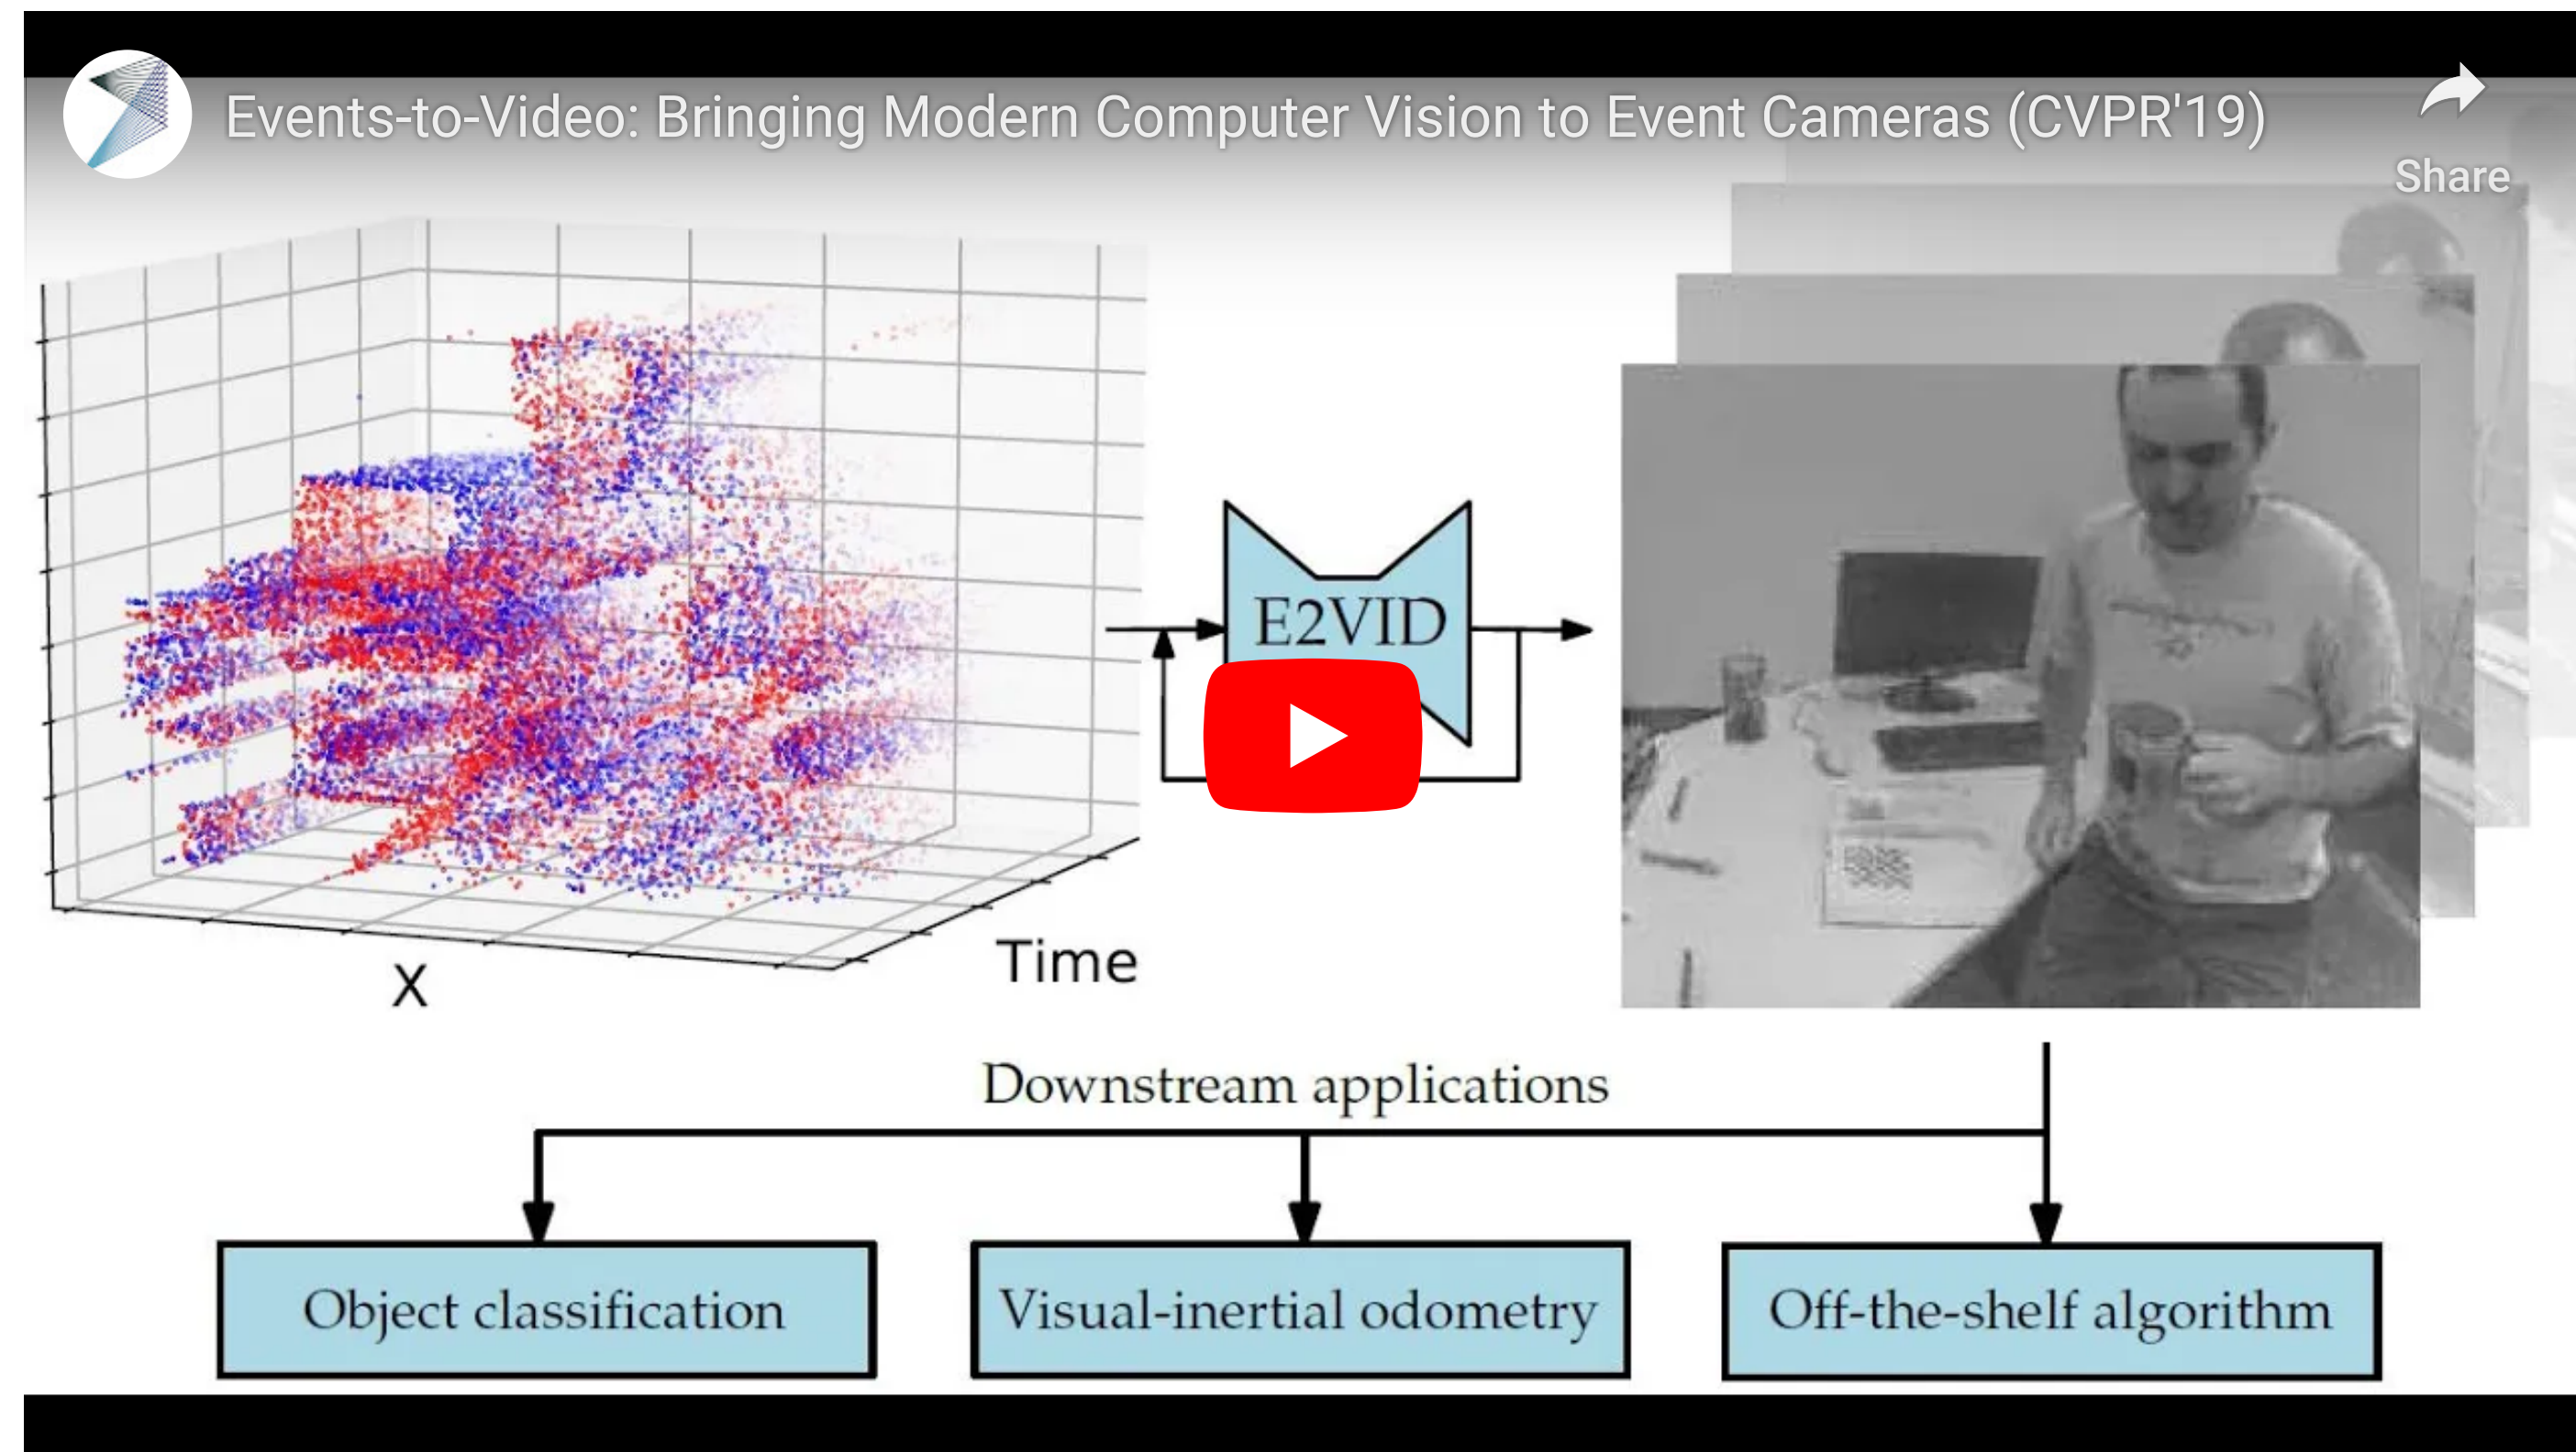 Events-to-Video: Bringing Modern Computer Vision to Event Cameras (CVPR'19)
Share
E2VID
Time
X
Downstream applications
Object classification
Visual-inertial odometry
Off-the-shelf algorithm